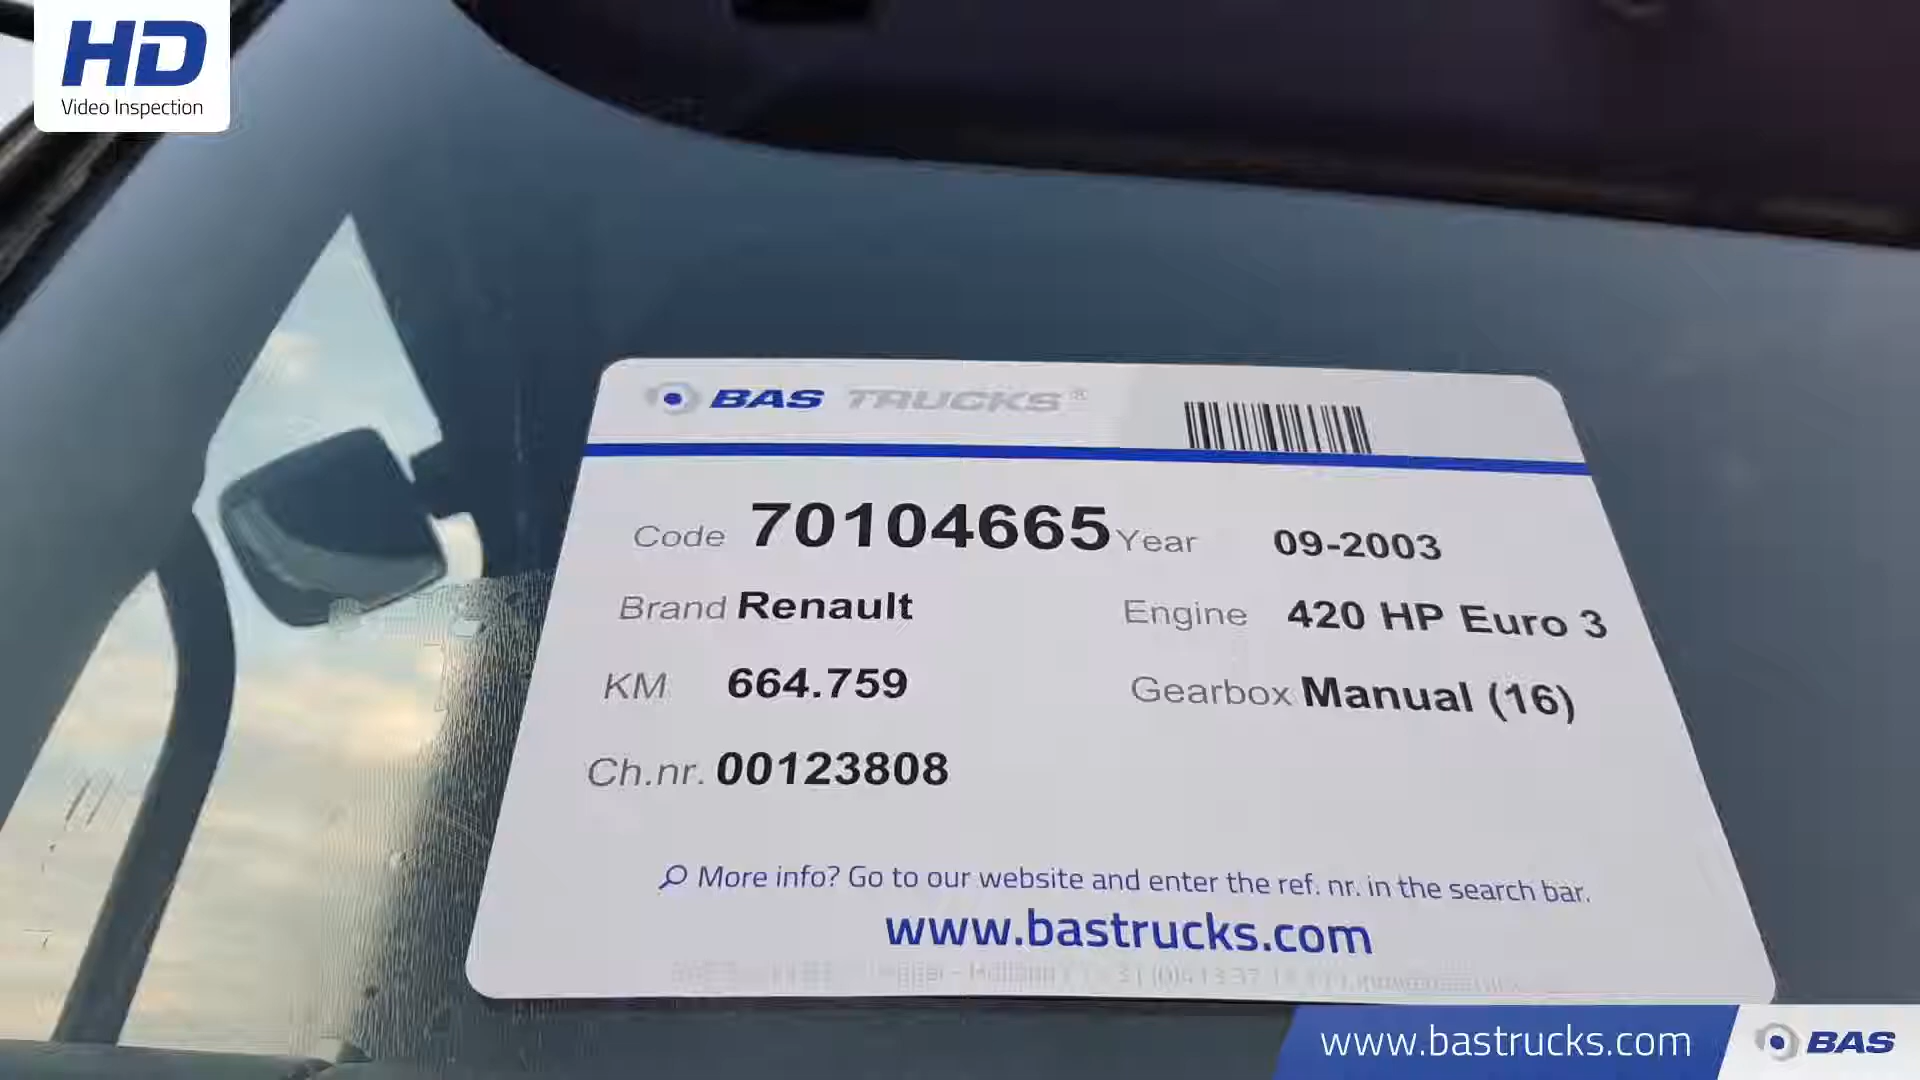 HD
Video Inspection
BAS TRUCKS®
Code 70104665 Year 09-2003
Brand Renault Engine 420 HP Euro 3
KM 664.759 Gearbox Manual (16)
Ch.nr. 00123808
More info? Go to our website and enter the ref. nr. in the search bar.
www.bastrucks.com
www.bastrucks.com BAS